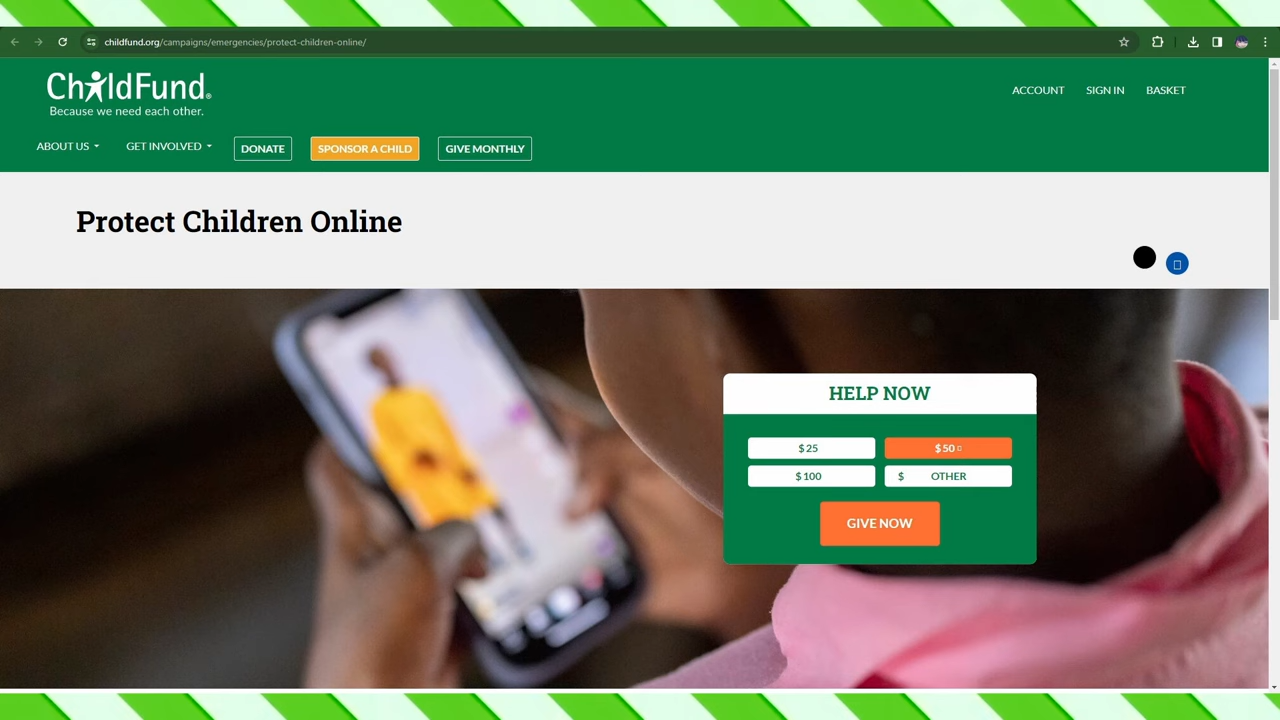 childfund.org/campaigns/emergencies/protect-children-online/
ChildFund®
Because we need each other.
ACCOUNT SIGN IN BASKET
ABOUT US GET INVOLVED DONATE SPONSOR A CHILD GIVE MONTHLY
Protect Children Online
HELP NOW
$ 25 $ 50
$ 100 $ OTHER
GIVE NOW